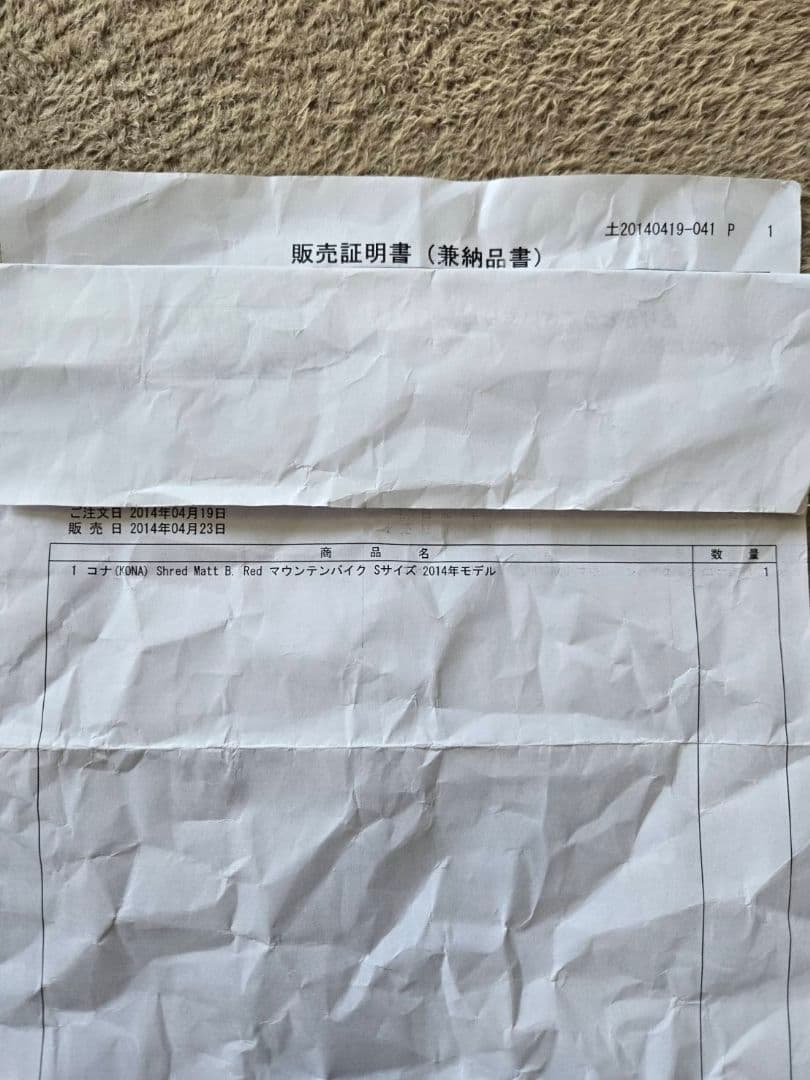 土20140419-041 P 1
販売証明書（兼納品書）
ご注文日 2014年04月19日
販 売 日 2014年04月23日
商 品 名 数 量
1 コナ(KONA) Shred Matt B. Red マウンテンバイク Sサイズ 2014年モデル 1